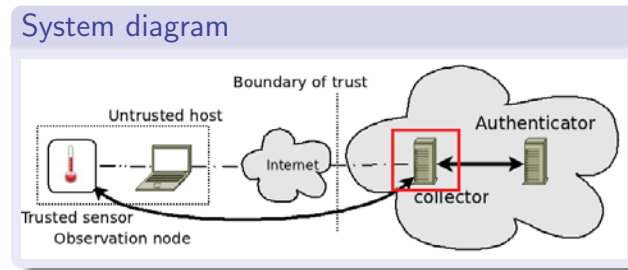 System diagram
Boundary of trust
Untrusted host
Authenticator
Internet
collector
Trusted sensor
Observation node